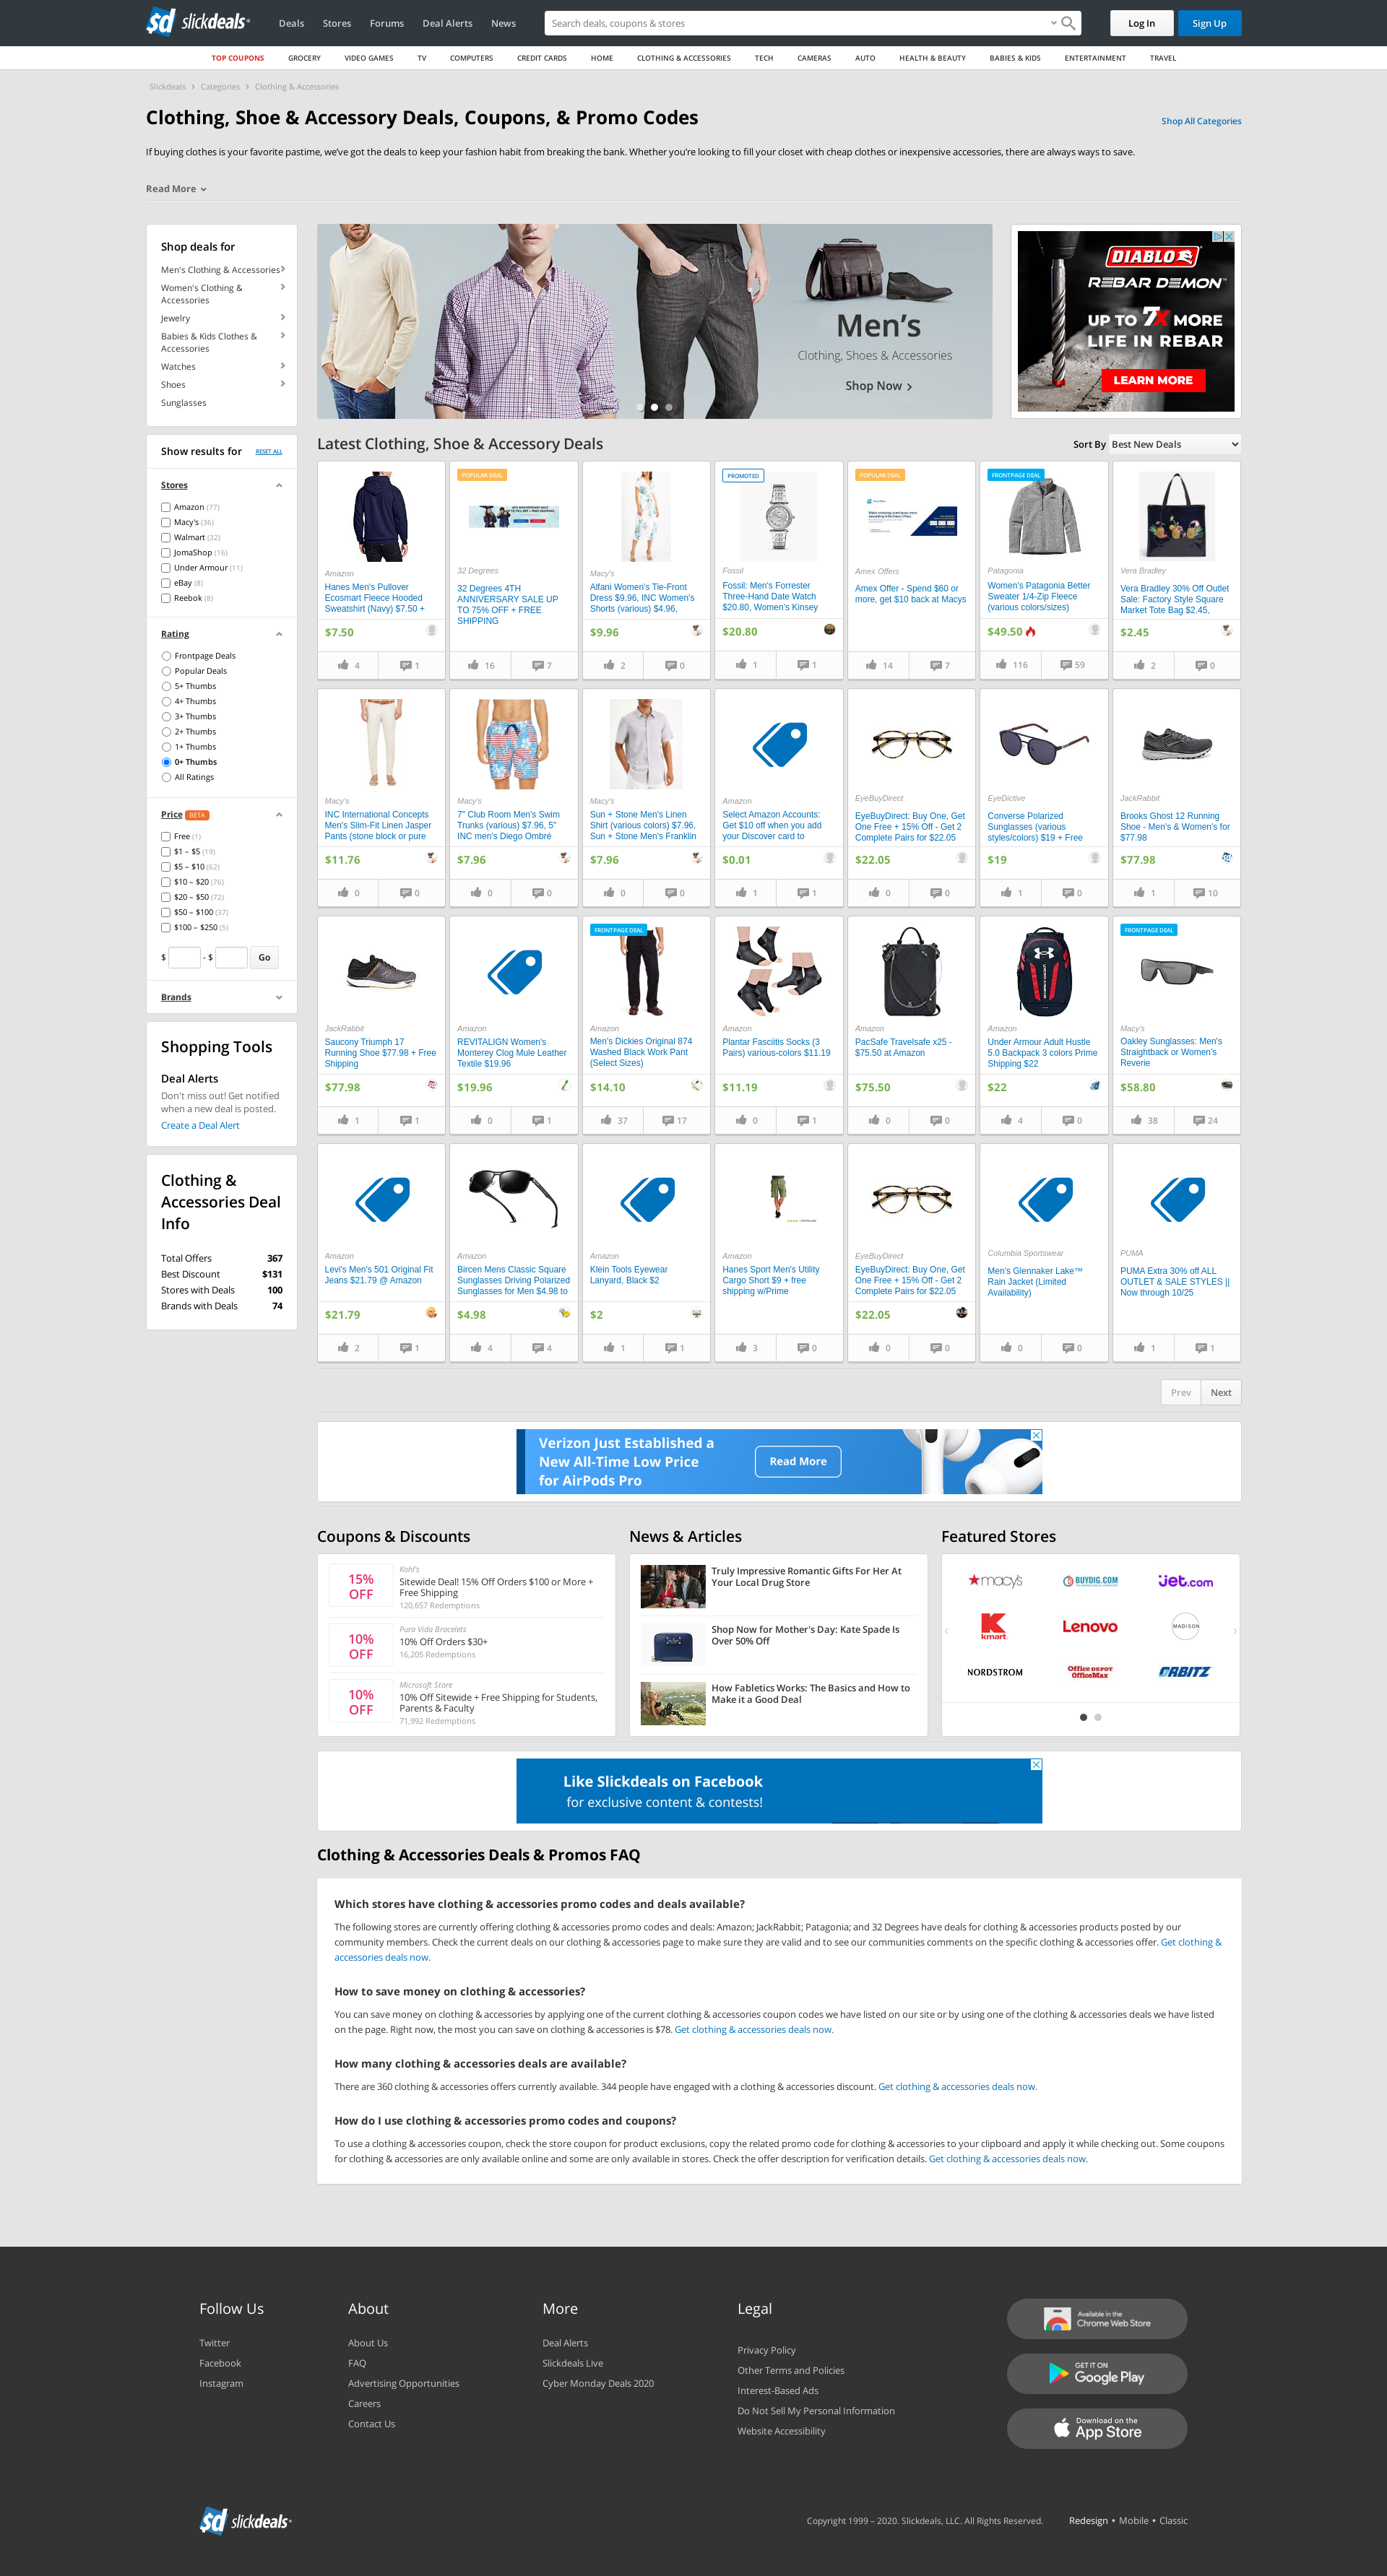 slickdeals
Deals
Stores
Forums
Deal Alerts
News
Search deals, coupons & stores
Log In
Sign Up
TOP COUPONS
GROCERY
VIDEO GAMES
TV
COMPUTERS
CREDIT CARDS
HOME
CLOTHING & ACCESSORIES
TECH
CAMERAS
AUTO
HEALTH & BEAUTY
BABIES & KIDS
ENTERTAINMENT
TRAVEL
Slickdeals › Categories › Clothing & Accessories
Clothing, Shoe & Accessory Deals, Coupons, & Promo Codes
Shop All Categories
If buying clothes is your favorite pastime, we've got the deals to keep your fashion habit from breaking the bank. Whether you're looking to fill your closet with cheap clothes or inexpensive accessories, there are always ways to save.
Read More
Shop deals for
Men's Clothing & Accessories
Women's Clothing &
Accessories
Jewelry
Babies & Kids Clothes &
Accessories
Watches
Shoes
Sunglasses
Show results for
RESET ALL
Stores
Amazon (77)
Macy's (36)
Walmart (32)
JomaShop (16)
Under Armour (11)
eBay (8)
Reebok (8)
Rating
Frontpage Deals
Popular Deals
5+ Thumbs
4+ Thumbs
3+ Thumbs
2+ Thumbs
1+ Thumbs
0+ Thumbs
All Ratings
Price BETA
Free (1)
$1 – $5 (19)
$5 – $10 (62)
$10 – $20 (76)
$20 – $50 (72)
$50 – $100 (37)
$100 – $250 (5)
$ - $ Go
Brands
Shopping Tools
Deal Alerts
Don't miss out! Get notified
when a new deal is posted.
Create a Deal Alert
Clothing &
Accessories Deal
Info
Total Offers 367
Best Discount $131
Stores with Deals 100
Brands with Deals 74
Men's
Clothing, Shoes & Accessories
Shop Now
DIABLO
REBAR DEMON™
UP TO 7X MORE
LIFE IN REBAR
LEARN MORE
Latest Clothing, Shoe & Accessory Deals
Sort By Best New Deals
Amazon
Hanes Men's Pullover
Ecosmart Fleece Hooded
Sweatshirt (Navy) $7.50 +
$7.50
4 1
POPULAR DEAL
32 Degrees
32 Degrees 4TH
ANNIVERSARY SALE UP
TO 75% OFF + FREE
SHIPPING
16 7
Macy's
Alfani Women's Tie-Front
Dress $9.96, INC Women's
Shorts (various) $4.96,
$9.96
2 0
PROMOTED
Fossil
Fossil: Men's Forrester
Three-Hand Date Watch
$20.80, Women's Kinsey
$20.80
1 1
POPULAR DEAL
Amex Offers
Amex Offer - Spend $60 or
more, get $10 back at Macys
14 7
FRONTPAGE DEAL
Patagonia
Women's Patagonia Better
Sweater 1/4-Zip Fleece
(various colors/sizes)
$49.50
116 59
Vera Bradley
Vera Bradley 30% Off Outlet
Sale: Factory Style Square
Market Tote Bag $2.45,
$2.45
2 0
Macy's
INC International Concepts
Men's Slim-Fit Linen Jasper
Pants (stone block or pure
$11.76
0 0
Macy's
7" Club Room Men's Swim
Trunks (various) $7.96, 5"
INC men's Diego Ombré
$7.96
0 0
Macy's
Sun + Stone Men's Linen
Shirt (various colors) $7.96,
Sun + Stone Men's Franklin
$7.96
0 0
Amazon
Select Amazon Accounts:
Get $10 off when you add
your Discover card to
$0.01
1 1
EyeBuyDirect
EyeBuyDirect: Buy One, Get
One Free + 15% Off - Get 2
Complete Pairs for $22.05
$22.05
0 0
EyeDictive
Converse Polarized
Sunglasses (various
styles/colors) $19 + Free
$19
1 0
JackRabbit
Brooks Ghost 12 Running
Shoe - Men's & Women's for
$77.98
$77.98
1 10
JackRabbit
Saucony Triumph 17
Running Shoe $77.98 + Free
Shipping
$77.98
1 1
Amazon
REVITALIGN Women's
Monterey Clog Mule Leather
Textile $19.96
$19.96
0 1
FRONTPAGE DEAL
Amazon
Men's Dickies Original 874
Washed Black Work Pant
(Select Sizes)
$14.10
37 17
Amazon
Plantar Fasciitis Socks (3
Pairs) various-colors $11.19
$11.19
0 1
Amazon
PacSafe Travelsafe x25 -
$75.50 at Amazon
$75.50
0 0
Amazon
Under Armour Adult Hustle
5.0 Backpack 3 colors Prime
Shipping $22
$22
4 0
FRONTPAGE DEAL
Macy's
Oakley Sunglasses: Men's
Straightback or Women's
Reverie
$58.80
38 24
Amazon
Levi's Men's 501 Original Fit
Jeans $21.79 @ Amazon
$21.79
2 1
Amazon
Bircen Mens Classic Square
Sunglasses Driving Polarized
Sunglasses for Men $4.98 to
$4.98
4 4
Amazon
Klein Tools Eyewear
Lanyard, Black $2
$2
1 1
Amazon
Hanes Sport Men's Utility
Cargo Short $9 + free
shipping w/Prime
3 0
EyeBuyDirect
EyeBuyDirect: Buy One, Get
One Free + 15% Off - Get 2
Complete Pairs for $22.05
$22.05
0 0
Columbia Sportswear
Men's Glennaker Lake™
Rain Jacket (Limited
Availability)
0 0
PUMA
PUMA Extra 30% off ALL
OUTLET & SALE STYLES ||
Now through 10/25
1 1
Prev Next
Verizon Just Established a
New All-Time Low Price
for AirPods Pro
Read More
Coupons & Discounts
15%
OFF
Kohl's
Sitewide Deal! 15% Off Orders $100 or More +
Free Shipping
120,657 Redemptions
10%
OFF
Pura Vida Bracelets
10% Off Orders $30+
16,205 Redemptions
10%
OFF
Microsoft Store
10% Off Sitewide + Free Shipping for Students,
Parents & Faculty
71,992 Redemptions
News & Articles
Truly Impressive Romantic Gifts For Her At
Your Local Drug Store
Shop Now for Mother's Day: Kate Spade Is
Over 50% Off
How Fabletics Works: The Basics and How to
Make it a Good Deal
Featured Stores
macy's
BUYDIG.COM
jet.com
kmart
Lenovo
MADISON
NORDSTROM
Office DEPOT
OfficeMax
ORBITZ
Like Slickdeals on Facebook
for exclusive content & contests!
Clothing & Accessories Deals & Promos FAQ
Which stores have clothing & accessories promo codes and deals available?
The following stores are currently offering clothing & accessories promo codes and deals: Amazon; JackRabbit; Patagonia; and 32 Degrees have deals for clothing & accessories products posted by our
community members. Check the current deals on our clothing & accessories page to make sure they are valid and to see our communities comments on the specific clothing & accessories offer. Get clothing &
accessories deals now.
How to save money on clothing & accessories?
You can save money on clothing & accessories by applying one of the current clothing & accessories coupon codes we have listed on our site or by using one of the clothing & accessories deals we have listed
on the page. Right now, the most you can save on clothing & accessories is $78. Get clothing & accessories deals now.
How many clothing & accessories deals are available?
There are 360 clothing & accessories offers currently available. 344 people have engaged with a clothing & accessories discount. Get clothing & accessories deals now.
How do I use clothing & accessories promo codes and coupons?
To use a clothing & accessories coupon, check the store coupon for product exclusions, copy the related promo code for clothing & accessories to your clipboard and apply it while checking out. Some coupons
for clothing & accessories are only available online and some are only available in stores. Check the offer description for verification details. Get clothing & accessories deals now.
Follow Us
Twitter
Facebook
Instagram
About
About Us
FAQ
Advertising Opportunities
Careers
Contact Us
More
Deal Alerts
Slickdeals Live
Cyber Monday Deals 2020
Legal
Privacy Policy
Other Terms and Policies
Interest-Based Ads
Do Not Sell My Personal Information
Website Accessibility
Available in the
Chrome Web Store
GET IT ON
Google Play
Download on the
App Store
slickdeals
Copyright 1999 – 2020. Slickdeals, LLC. All Rights Reserved.
Redesign • Mobile • Classic